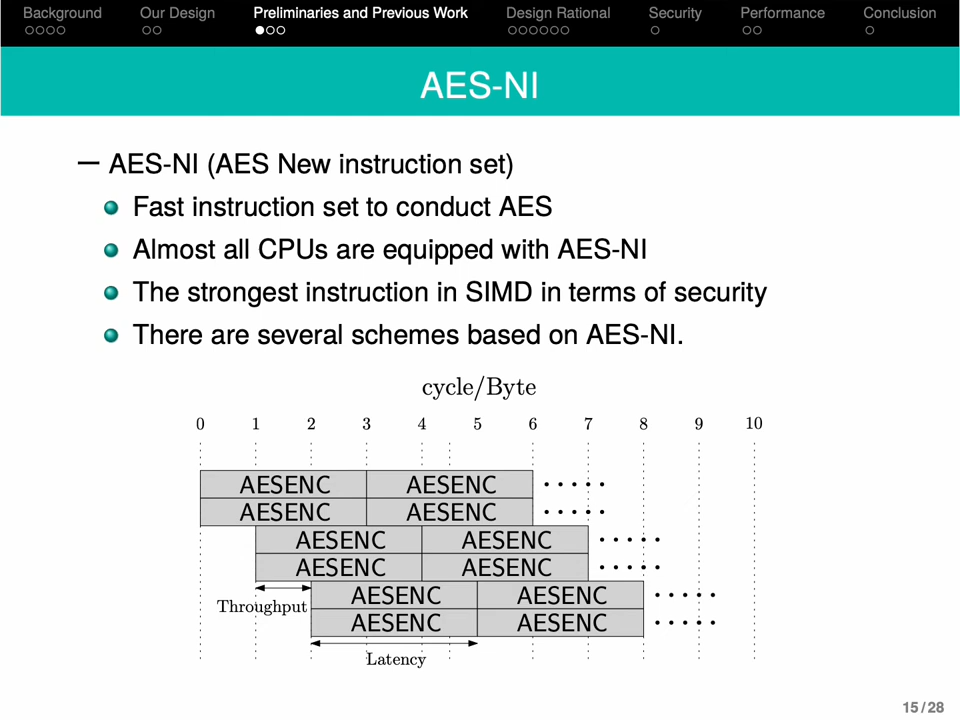 Background Our Design Preliminaries and Previous Work Design Rational Security Performance Conclusion
AES-NI
— AES-NI (AES New instruction set)
Fast instruction set to conduct AES
Almost all CPUs are equipped with AES-NI
The strongest instruction in SIMD in terms of security
There are several schemes based on AES-NI.
cycle/Byte
0 1 2 3 4 5 6 7 8 9 10
AESENC AESENC .....
AESENC AESENC .....
AESENC AESENC .....
AESENC AESENC .....
AESENC AESENC .....
Throughput
AESENC AESENC .....
Latency
15/28